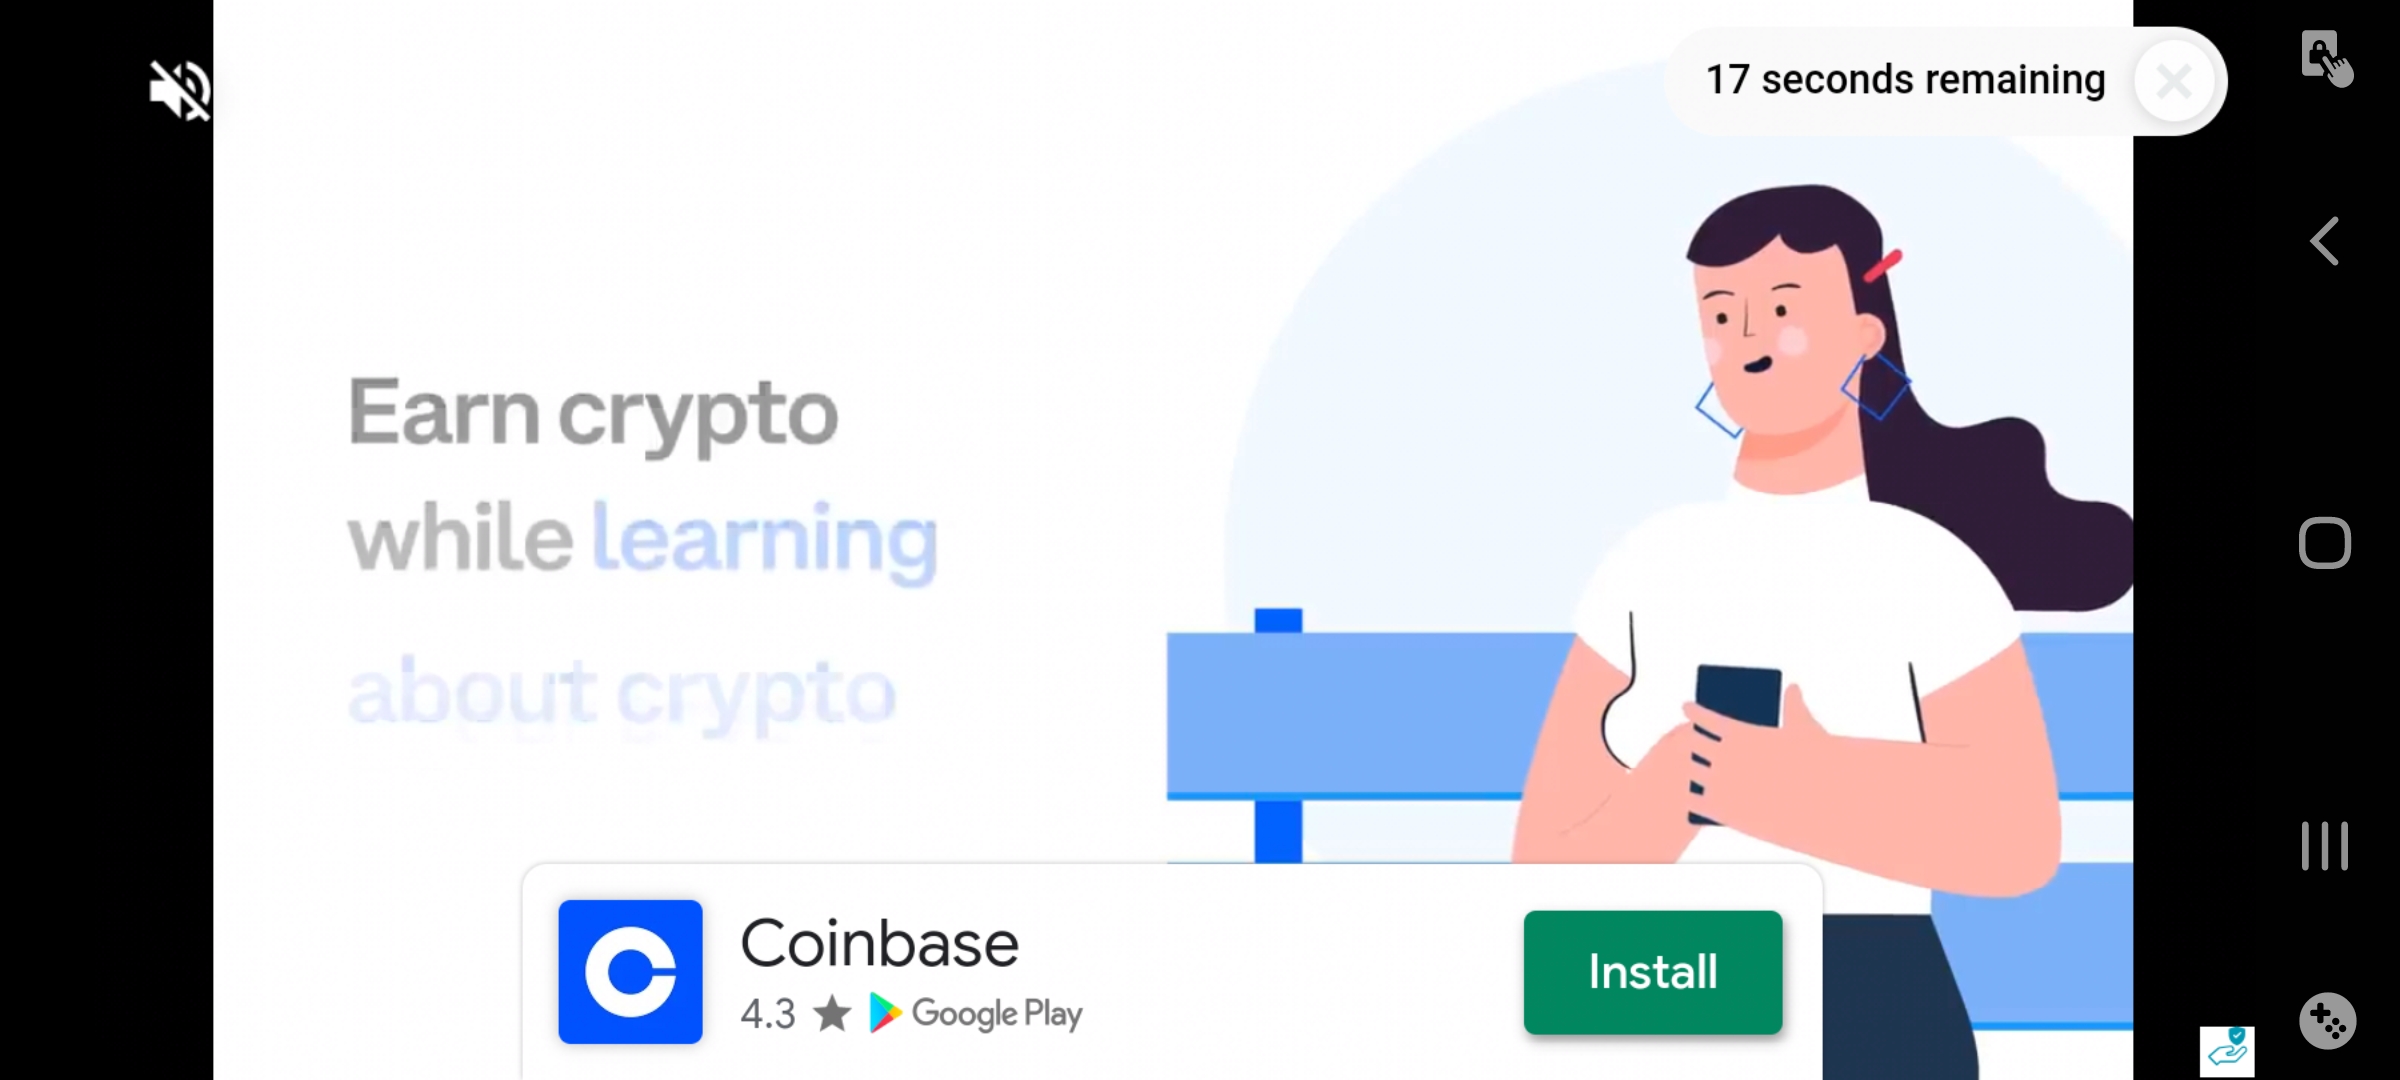 17 seconds remaining
Earn crypto
while learning
about crypto
Coinbase
4.3 ★ Google Play
Install